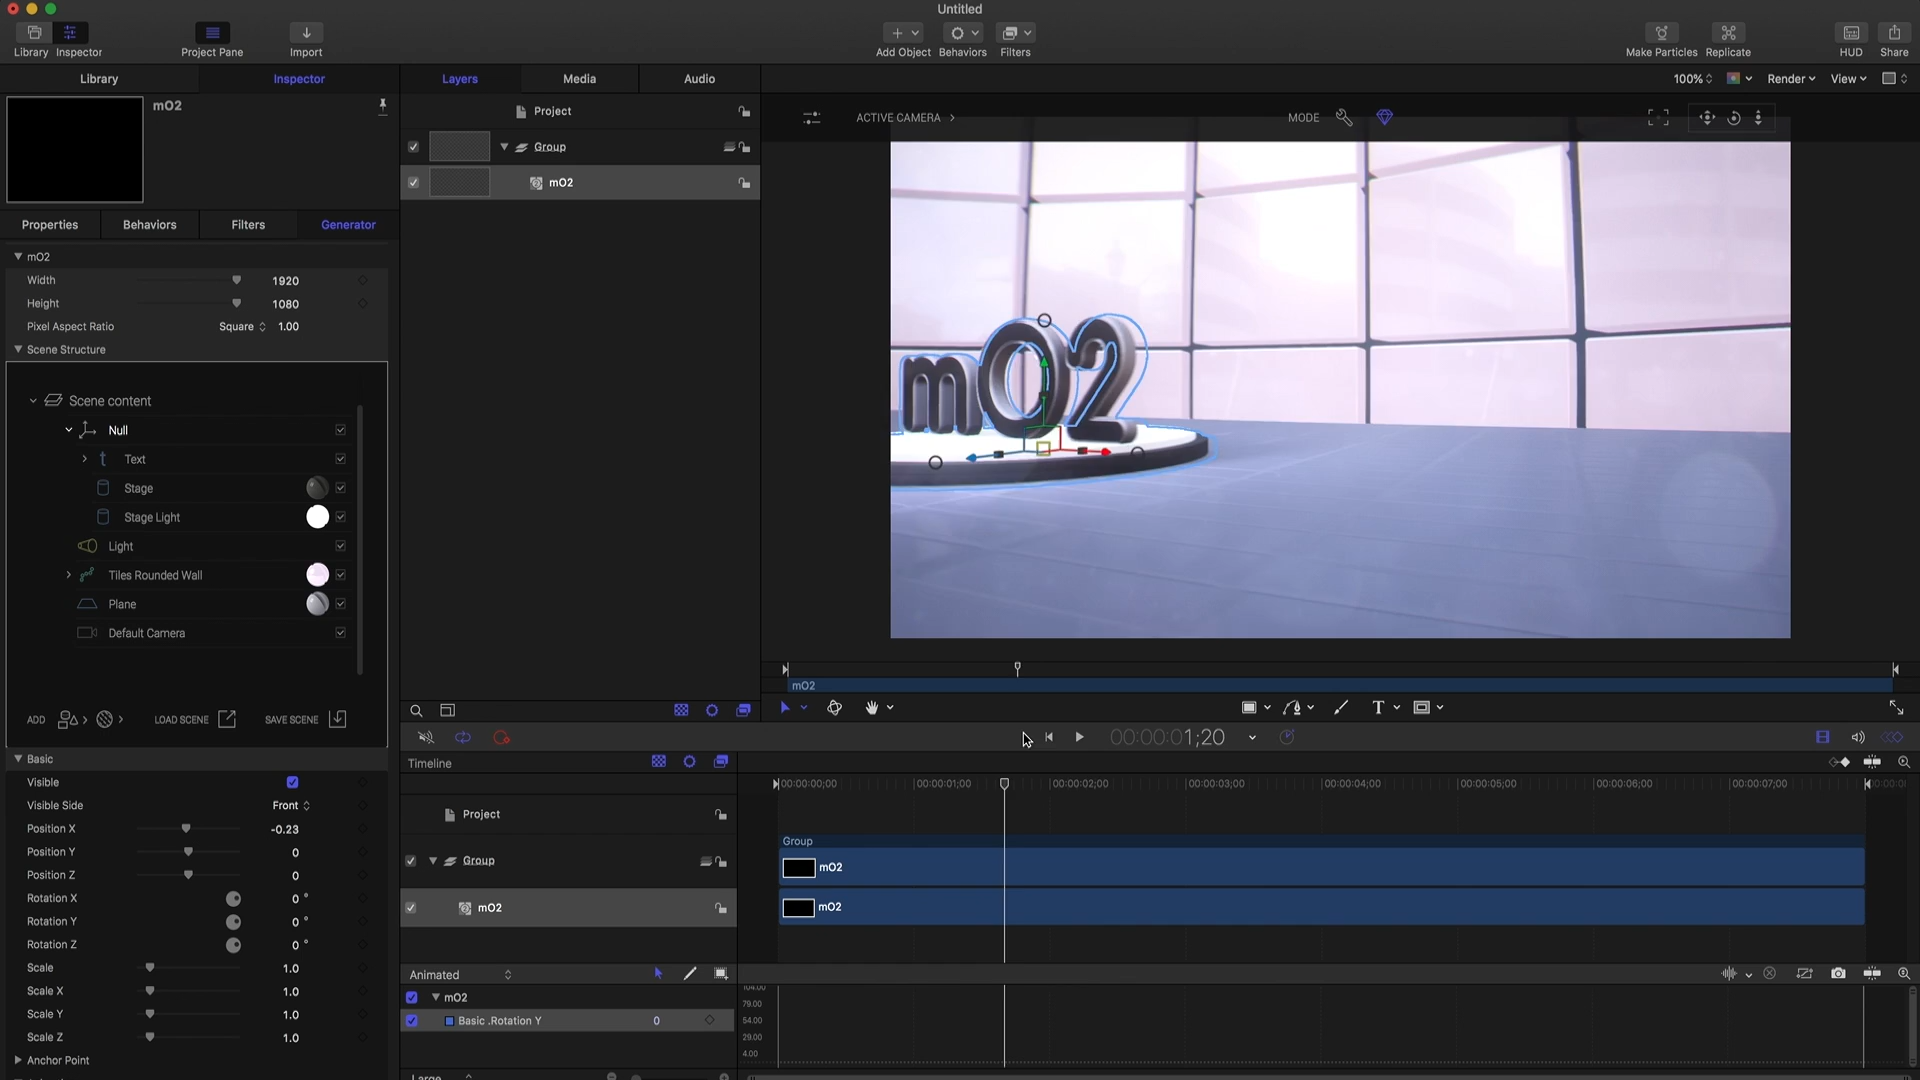 Untitled
Library
Inspector
Project Pane
Import
Add Object
Behaviors
Filters
Make Particles
Replicate
HUD
Share
Library
Inspector
Layers
Media
Audio
100%
Render
View
mO2
Project
Group
mO2
ACTIVE CAMERA
MODE
Properties
Behaviors
Filters
Generator
mO2
Width 1920
Height 1080
Pixel Aspect Ratio Square 1.00
Scene Structure
Scene content
Null
Text
Stage
Stage Light
Light
Tiles Rounded Wall
Plane
Default Camera
ADD
LOAD SCENE
SAVE SCENE
mO2
mO2
T
00:00:01;20
Basic
Visible
Visible Side Front
Position X -0.23
Position Y 0
Position Z 0
Rotation X 0 °
Rotation Y 0 °
Rotation Z 0 °
Scale 1.0
Scale X 1.0
Scale Y 1.0
Scale Z 1.0
Anchor Point
Timeline
00:00:00;00
00:00:01;00
00:00:02;00
00:00:03;00
00:00:04;00
00:00:05;00
00:00:06;00
00:00:07;00
Project
Group
mO2
Group
mO2
mO2
Animated
mO2
Basic .Rotation Y 0
104.00
79.00
54.00
29.00
4.00
Large